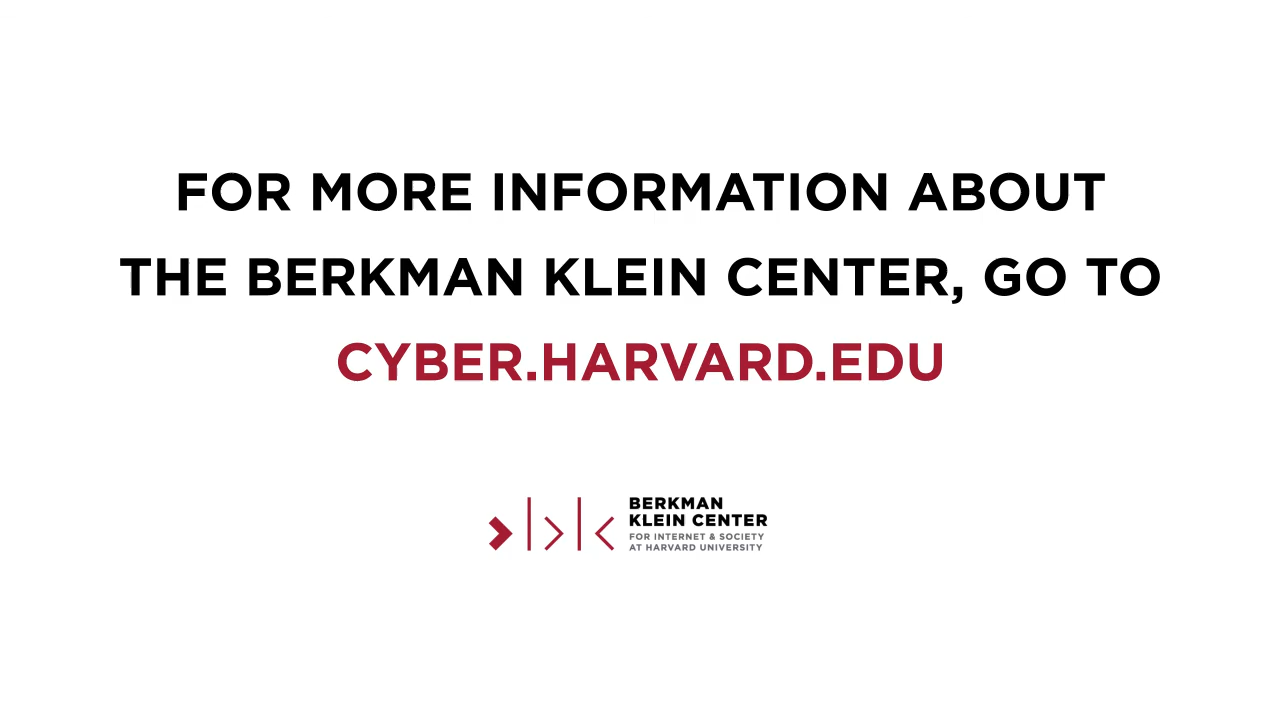 FOR MORE INFORMATION ABOUT
THE BERKMAN KLEIN CENTER, GO TO
CYBER.HARVARD.EDU
BERKMAN
KLEIN CENTER
FOR INTERNET & SOCIETY
AT HARVARD UNIVERSITY